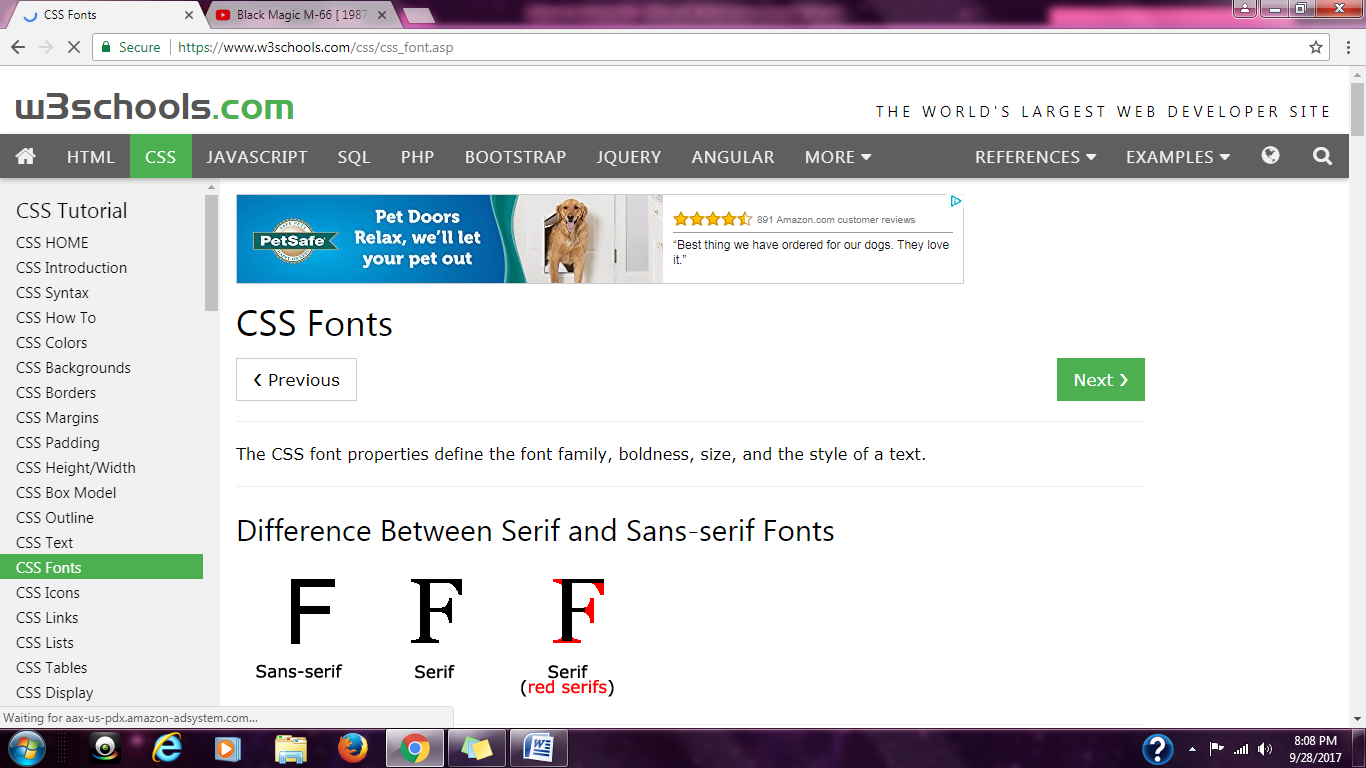 CSS Fonts
Black Magic M-66 [ 1987
Secure
https://www.w3schools.com/css/css_font.asp
w3schools.com
THE WORLD'S LARGEST WEB DEVELOPER SITE
HTML CSS JAVASCRIPT SQL PHP BOOTSTRAP JQUERY ANGULAR MORE REFERENCES EXAMPLES
CSS Tutorial
CSS HOME
CSS Introduction
CSS Syntax
CSS How To
CSS Colors
CSS Backgrounds
CSS Borders
CSS Margins
CSS Padding
CSS Height/Width
CSS Box Model
CSS Outline
CSS Text
CSS Fonts
CSS Icons
CSS Links
CSS Lists
CSS Tables
CSS Display
PetSafe
Pet Doors
Relax, we'll let
your pet out
891 Amazon.com customer reviews
“Best thing we have ordered for our dogs. They love
it.”
CSS Fonts
❮ Previous
Next ❯
The CSS font properties define the font family, boldness, size, and the style of a text.
Difference Between Serif and Sans-serif Fonts
F F F
Sans-serif Serif Serif
(red serifs)
Waiting for aax-us-pdx.amazon-adsystem.com...
8:08 PM
9/28/2017